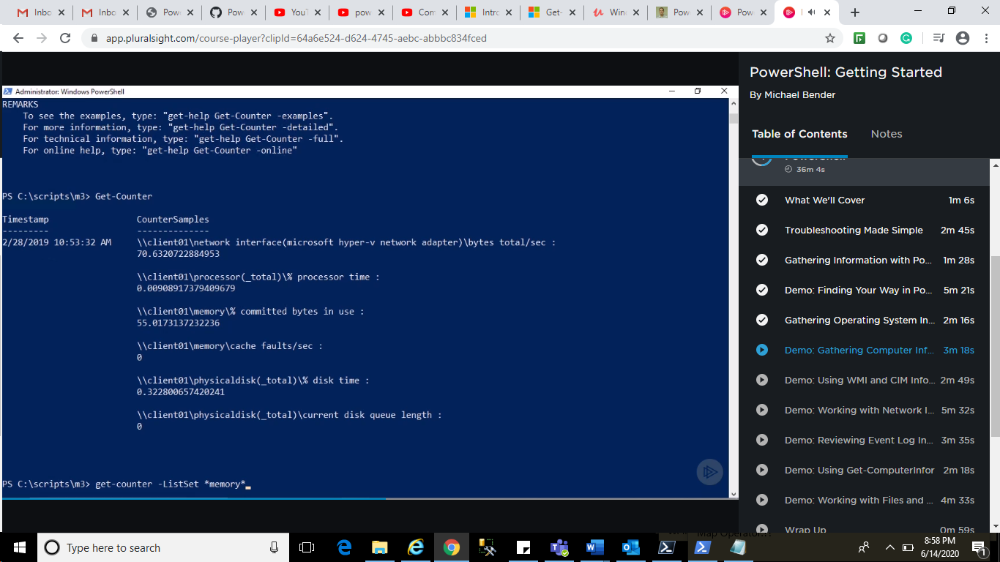 Inbo
Inbo
Pow
Pow
YouT
pow
Com
Intro
Get-
Win
Pow
Pow
app.pluralsight.com/course-player?clipId=64a6e524-d624-4745-aebc-abbbc834fced
Administrator: Windows PowerShell
REMARKS
To see the examples, type: "get-help Get-Counter -examples".
For more information, type: "get-help Get-Counter -detailed".
For technical information, type: "get-help Get-Counter -full".
For online help, type: "get-help Get-Counter -online"
PS C:\scripts\m3> Get-Counter
Timestamp CounterSamples
--------- --------------
2/28/2019 10:53:32 AM \\client01\network interface(microsoft hyper-v network adapter)\bytes total/sec :
70.6320722884953
\\client01\processor(_total)\% processor time :
0.00908917379409679
\\client01\memory\% committed bytes in use :
55.0173137232236
\\client01\memory\cache faults/sec :
0
\\client01\physicaldisk(_total)\% disk time :
0.322800657420241
\\client01\physicaldisk(_total)\current disk queue length :
0
PS C:\scripts\m3> get-counter -ListSet *memory*_
PowerShell: Getting Started
By Michael Bender
Table of Contents Notes
PowerShell
36m 4s
What We'll Cover 1m 6s
Troubleshooting Made Simple 2m 45s
Gathering Information with Po... 1m 28s
Demo: Finding Your Way in Po... 5m 21s
Gathering Operating System In... 2m 16s
Demo: Gathering Computer Inf... 3m 18s
Demo: Using WMI and CIM Info... 2m 49s
Demo: Working with Network I... 5m 32s
Demo: Reviewing Event Log In... 3m 35s
Demo: Using Get-ComputerInfor 2m 18s
Demo: Working with Files and ... 4m 33s
Wrap Up 0m 59s
Type here to search
8:58 PM
6/14/2020
1